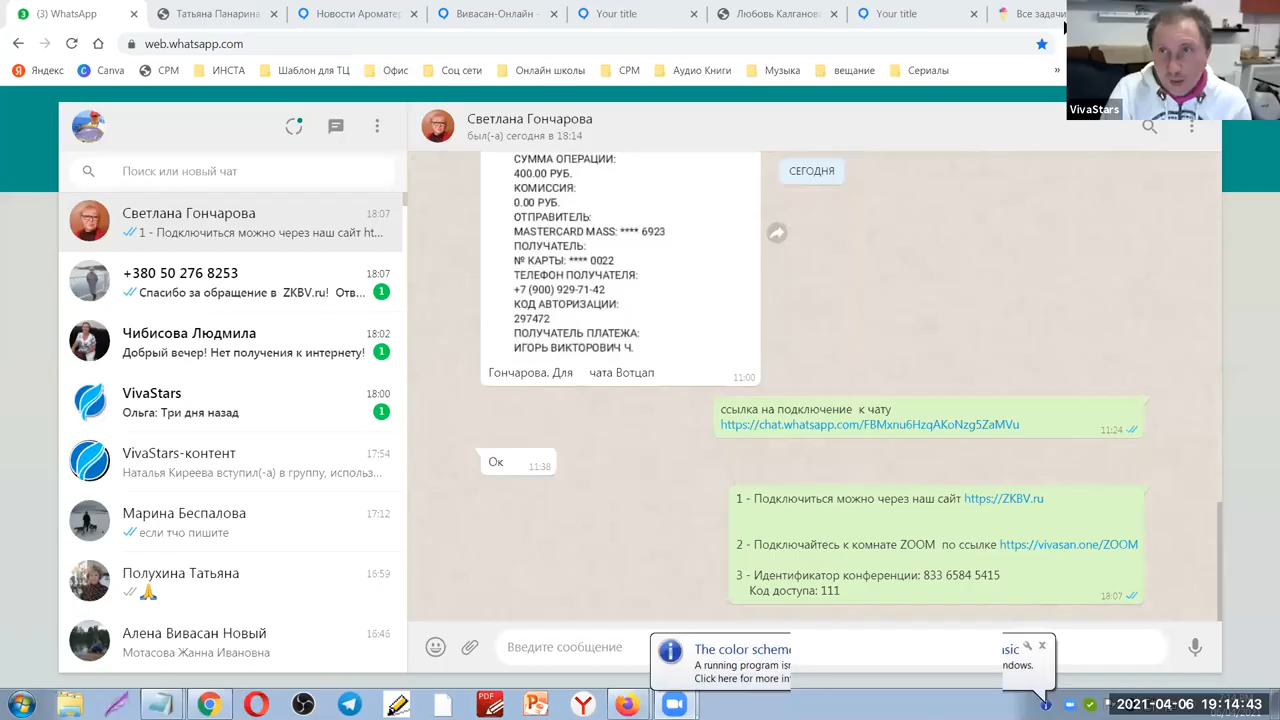 (3) WhatsApp
Татьяна Панарина
Новости Аромате
Вивасан-Онлайн
Your title
Любовь Калганов
Your title
Все задачи
web.whatsapp.com
Яндекс
Canva
СРМ
ИНСТА
Шаблон для ТЦ
Офис
Соц сети
Онлайн школы
СРМ
Аудио Книги
Музыка
вещание
Сериалы
»
VivaStars
Поиск или новый чат
Светлана Гончарова
18:07
1 - Подключиться можно через наш сайт ht...
+380 50 276 8253
18:07
Спасибо за обращение в ZKBV.ru! Отв...
1
Чибисова Людмила
18:02
Добрый вечер! Нет получения к интернету!
1
VivaStars
18:00
Ольга: Три дня назад
1
VivaStars-контент
17:54
Наталья Киреева вступил(-а) в группу, использ...
Марина Беспалова
17:12
если тчо пишите
Полухина Татьяна
16:59
Алена Вивасан Новый
16:46
Мотасова Жанна Ивановна
Светлана Гончарова
был(-а) сегодня в 18:14
СЕГОДНЯ
СУММА ОПЕРАЦИИ:
400.00 РУБ.
КОМИССИЯ:
0.00 РУБ.
ОТПРАВИТЕЛЬ:
MASTERCARD MASS: **** 6923
ПОЛУЧАТЕЛЬ:
№ КАРТЫ: **** 0022
ТЕЛЕФОН ПОЛУЧАТЕЛЯ:
+7 (900) 929-71-42
КОД АВТОРИЗАЦИИ:
297472
ПОЛУЧАТЕЛЬ ПЛАТЕЖА:
ИГОРЬ ВИКТОРОВИЧ Ч.
Гончарова. Для чата Вотцап
11:00
ссылка на подключение к чату
https://chat.whatsapp.com/FBMxnu6HzqAKoNzg5ZaMVu
11:24
Ок
11:38
1 - Подключиться можно через наш сайт https://ZKBV.ru
2 - Подключайтесь к комнате ZOOM по ссылке https://vivasan.one/ZOOM
3 - Идентификатор конференции: 833 6584 5415
Код доступа: 111
18:07
Введите сообщение
The color scheme
A running program isn
Click here for more in
ndows.
PDF
2021-04-06 19:14:43